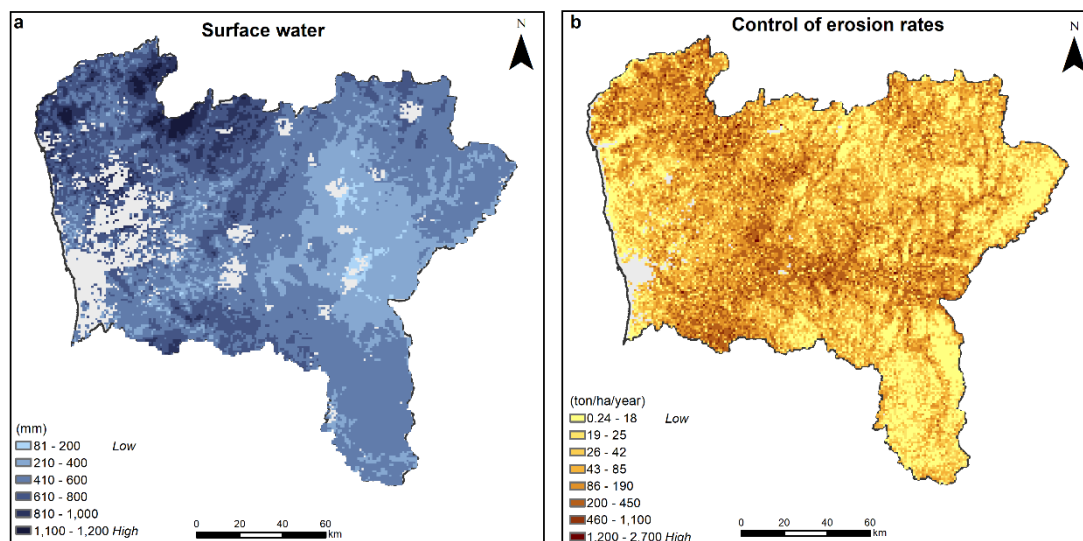 a
Surface water
N
(mm)
81 - 200 Low
210 - 400
410 - 600
610 - 800
810 - 1,000
1,100 - 1,200 High
0 20 40 60
km
b
Control of erosion rates
N
(ton/ha/year)
0.24 - 18 Low
19 - 25
26 - 42
43 - 85
86 - 190
200 - 450
460 - 1,100
1.200 - 2.700 High
0 20 40 60
km